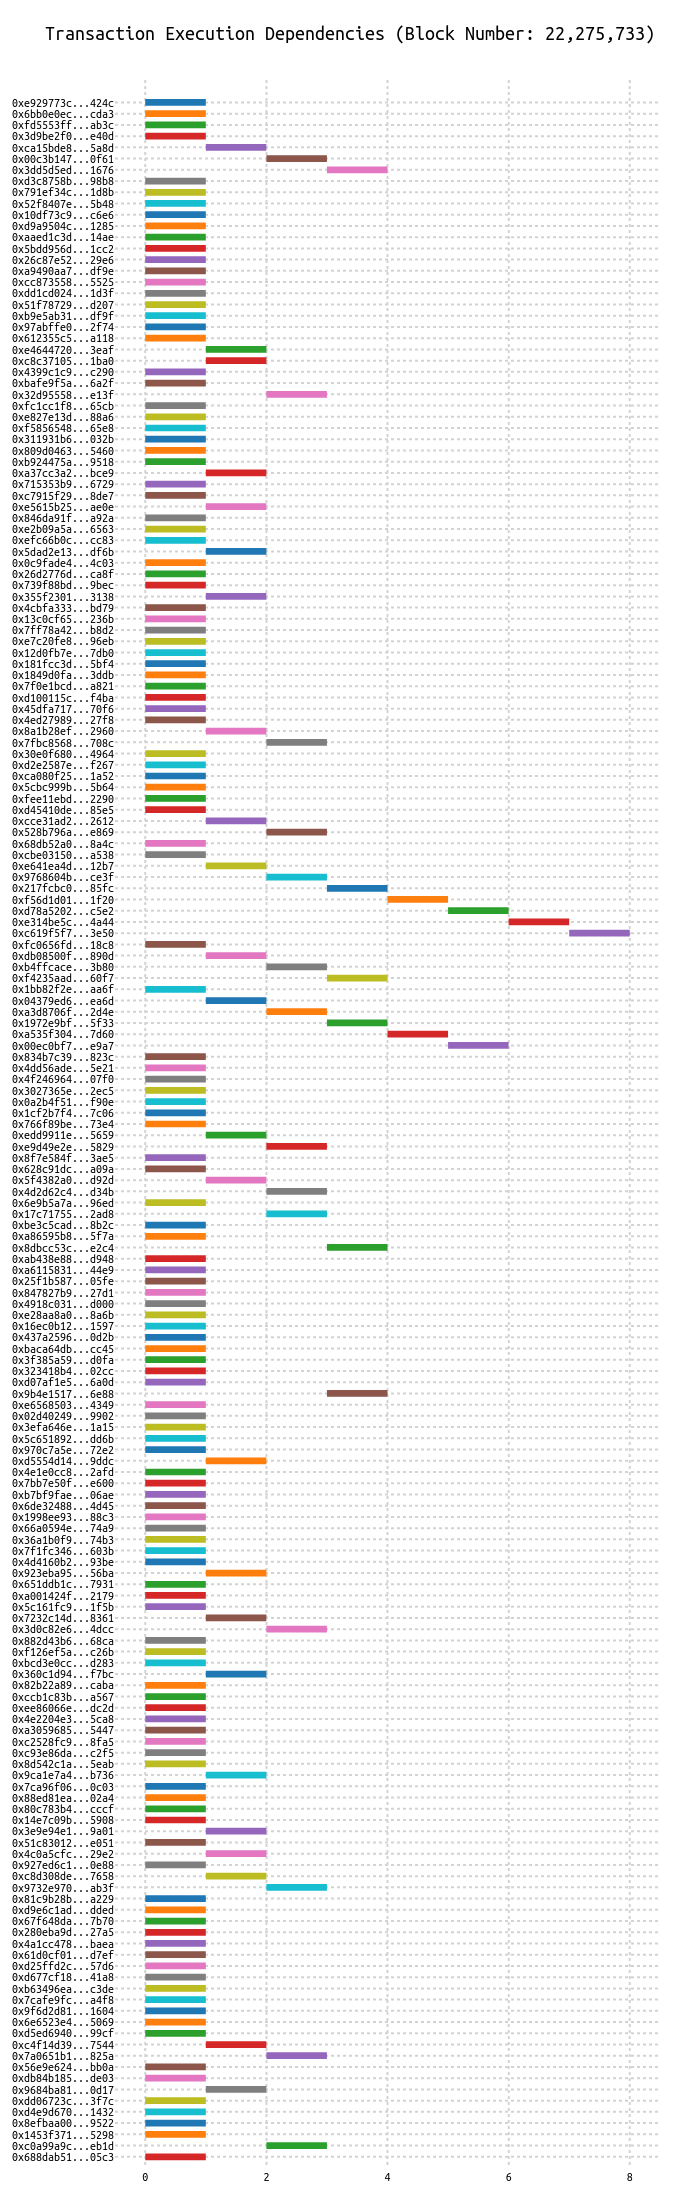 Transaction Execution Dependencies (Block Number: 22,275,733)
0xe929773c...424c
0x6bb0e0ec...cda3
0xfd5553ff...ab3c
0x3d9be2f0...e40d
0xca15bde8...5a8d
0x00c3b147...0f61
0x3dd5d5ed...1676
0xd3c8758b...98b8
0x791ef34c...1d8b
0x52f8407e...5b48
0x10df73c9...c6e6
0xd9a9504c...1285
0xaaed1c3d...14ae
0x5bdd956d...1cc2
0x26c87e52...29e6
0xa9490aa7...df9e
0xcc873558...5525
0xdd1cd024...1d3f
0x51f78729...d207
0xb9e5ab31...df9f
0x97abffe0...2f74
0x612355c5...a118
0xe4644720...3eaf
0xc8c37105...1ba0
0x4399c1c9...c290
0xbafe9f5a...6a2f
0x32d95558...e13f
0xfc1cc1f8...65cb
0xe827e13d...88a6
0xf5856548...65e8
0x311931b6...032b
0x809d0463...5460
0xb924475a...9518
0xa37cc3a2...bce9
0x715353b9...6729
0xc7915f29...8de7
0xe5615b25...ae0e
0x846da91f...a92a
0xe2b09a5a...6563
0xefc66b0c...cc83
0x5dad2e13...df6b
0x0c9fade4...4c03
0x26d2776d...ca8f
0x739f88bd...9bec
0x355f2301...3138
0x4cbfa333...bd79
0x13c0cf65...236b
0x7ff78a42...b8d2
0xe7c20fe8...96eb
0x12d0fb7e...7db0
0x181fcc3d...5bf4
0x1849d0fa...3ddb
0x7f0e1bcd...a821
0xd100115c...f4ba
0x45dfa717...70f6
0x4ed27989...27f8
0x8a1b28ef...2960
0x7fbc8568...708c
0x30e0f680...4964
0xd2e2587e...f267
0xca080f25...1a52
0x5cbc999b...5b64
0xfee11ebd...2290
0xd45410de...85e5
0xcce31ad2...2612
0x528b796a...e869
0x68db52a0...8a4c
0xcbe03150...a538
0xe641ea4d...12b7
0x9768604b...ce3f
0x217fcbc0...85fc
0xf56d1d01...1f20
0xd78a5202...c5e2
0xe314be5c...4a44
0xc619f5f7...3e50
0xfc0656fd...18c8
0xdb08500f...890d
0xb4ffcace...3b80
0xf4235aad...60f7
0x1bb82f2e...aa6f
0x04379ed6...ea6d
0xa3d8706f...2d4e
0x1972e9bf...5f33
0xa535f304...7d60
0x00ec0bf7...e9a7
0x834b7c39...823c
0x4dd56ade...5e21
0x4f246964...07f0
0x3027365e...2ec5
0x0a2b4f51...f90e
0x1cf2b7f4...7c06
0x766f89be...73e4
0xedd9911e...5659
0xe9d49e2e...5829
0x8f7e584f...3ae5
0x628c91dc...a09a
0x5f4382a0...d92d
0x4d2d62c4...d34b
0x6e9b5a7a...96ed
0x17c71755...2ad8
0xbe3c5cad...8b2c
0xa86595b8...5f7a
0x8dbcc53c...e2c4
0xab438e88...d948
0xa6115831...44e9
0x25f1b587...05fe
0x847827b9...27d1
0x4918c031...d000
0xe28aa8a0...8a6b
0x16ec0b12...1597
0x437a2596...0d2b
0xbaca64db...cc45
0x3f385a59...d0fa
0x323418b4...02cc
0xd07af1e5...6a0d
0x9b4e1517...6e88
0xe6568503...4349
0x02d40249...9902
0x3efa646e...1a15
0x5c651892...dd6b
0x970c7a5e...72e2
0xd5554d14...9ddc
0x4e1e0cc8...2afd
0x7bb7e50f...e600
0xb7bf9fae...06ae
0x6de32488...4d45
0x1998ee93...88c3
0x66a0594e...74a9
0x36a1b0f9...74b3
0x7f1fc346...603b
0x4d4160b2...93be
0x923eba95...56ba
0x651ddb1c...7931
0xa001424f...2179
0x5c161fc9...1f5b
0x7232c14d...8361
0x3d0c82e6...4dcc
0x882d43b6...68ca
0xf126ef5a...c26b
0xbcd3e0cc...d283
0x360c1d94...f7bc
0x82b22a89...caba
0xccb1c83b...a567
0xee86066e...dc2d
0x4e2204e3...5ca8
0xa3059685...5447
0xc2528fc9...8fa5
0xc93e86da...c2f5
0x8d542c1a...5eab
0x9ca1e7a4...b736
0x7ca96f06...0c03
0x88ed81ea...02a4
0x80c783b4...cccf
0x14e7c09b...5908
0x3e9e94e1...9a01
0x51c83012...e051
0x4c0a5cfc...29e2
0x927ed6c1...0e88
0xc8d308de...7658
0x9732e970...ab3f
0x81c9b28b...a229
0xd9e6c1ad...dded
0x67f648da...7b70
0x280eba9d...27a5
0x4a1cc478...baea
0x61d0cf01...d7ef
0xd25ffd2c...57d6
0xd677cf18...41a8
0xb63496ea...c3de
0x7cafe9fc...a4f8
0x9f6d2d81...1604
0x6e6523e4...5069
0xd5ed6940...99cf
0xc4f14d39...7544
0x7a0651b1...825a
0x56e9e624...bb0a
0xdb84b185...de03
0x9684ba81...0d17
0xdd06723c...3f7c
0xd4e9d670...1432
0x8efbaa00...9522
0x1453f371...5298
0xc0a99a9c...eb1d
0x688dab51...05c3
0 2 4 6 8